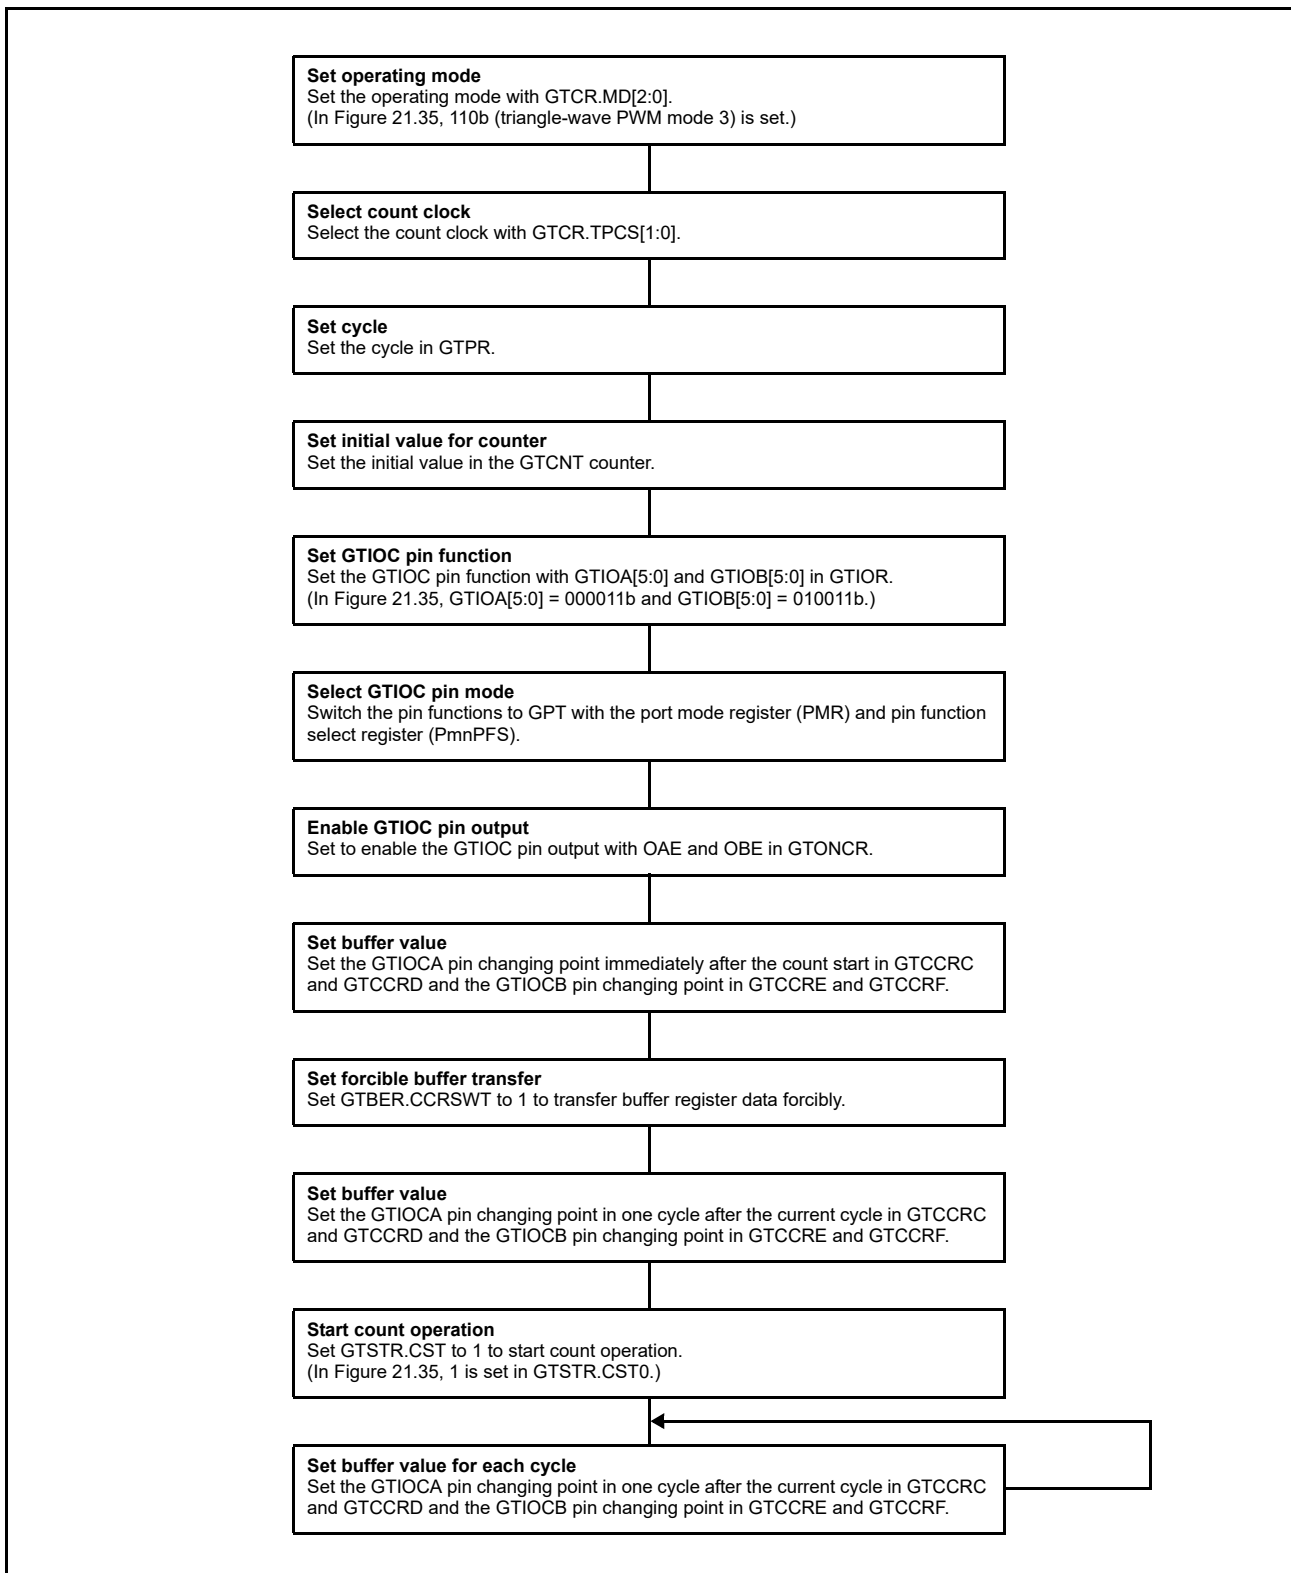 Set operating mode
Set the operating mode with GTCR.MD[2:0].
(In Figure 21.35, 110b (triangle-wave PWM mode 3) is set.)
Select count clock
Select the count clock with GTCR.TPCS[1:0].
Set cycle
Set the cycle in GTPR.
Set initial value for counter
Set the initial value in the GTCNT counter.
Set GTIOC pin function
Set the GTIOC pin function with GTIOA[5:0] and GTIOB[5:0] in GTIOR.
(In Figure 21.35, GTIOA[5:0] = 000011b and GTIOB[5:0] = 010011b.)
Select GTIOC pin mode
Switch the pin functions to GPT with the port mode register (PMR) and pin function
select register (PmnPFS).
Enable GTIOC pin output
Set to enable the GTIOC pin output with OAE and OBE in GTONCR.
Set buffer value
Set the GTIOCA pin changing point immediately after the count start in GTCCRC
and GTCCRD and the GTIOCB pin changing point in GTCCRE and GTCCRF.
Set forcible buffer transfer
Set GTBER.CCRSWT to 1 to transfer buffer register data forcibly.
Set buffer value
Set the GTIOCA pin changing point in one cycle after the current cycle in GTCCRC
and GTCCRD and the GTIOCB pin changing point in GTCCRE and GTCCRF.
Start count operation
Set GTSTR.CST to 1 to start count operation.
(In Figure 21.35, 1 is set in GTSTR.CST0.)
Set buffer value for each cycle
Set the GTIOCA pin changing point in one cycle after the current cycle in GTCCRC
and GTCCRD and the GTIOCB pin changing point in GTCCRE and GTCCRF.